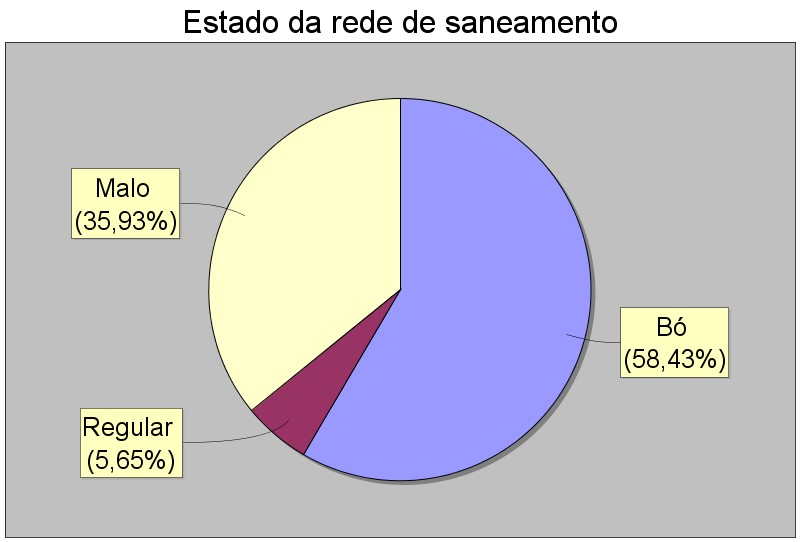 Estado da rede de saneamento
Malo
(35,93%)
Bó
(58,43%)
Regular
(5,65%)